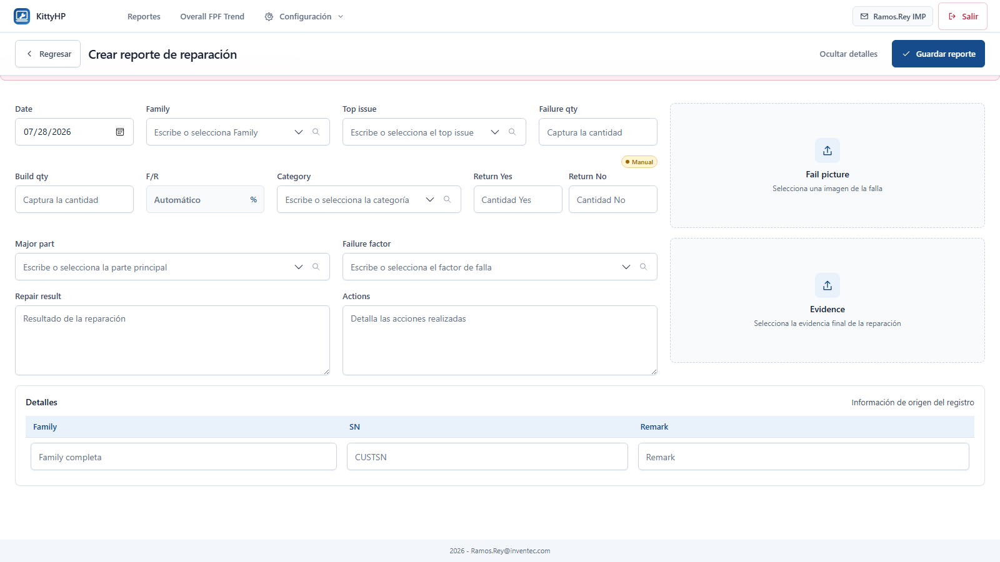 KittyHP
Reportes
Overall FPF Trend
Configuración
Ramos.Rey IMP
Salir
Regresar
Crear reporte de reparación
Ocultar detalles
Guardar reporte
Date
Family
Top issue
Failure qty
07/28/2026
Escribe o selecciona Family
Escribe o selecciona el top issue
Captura la cantidad
Manual
Build qty
F/R
Category
Return Yes
Return No
Captura la cantidad
Automático
%
Escribe o selecciona la categoría
Cantidad Yes
Cantidad No
Fail picture
Selecciona una imagen de la falla
Major part
Failure factor
Escribe o selecciona la parte principal
Escribe o selecciona el factor de falla
Repair result
Actions
Resultado de la reparación
Detalla las acciones realizadas
Evidence
Selecciona la evidencia final de la reparación
Detalles
Información de origen del registro
Family
SN
Remark
Family completa
CUSTSN
Remark
2026 - Ramos.Rey@inventec.com